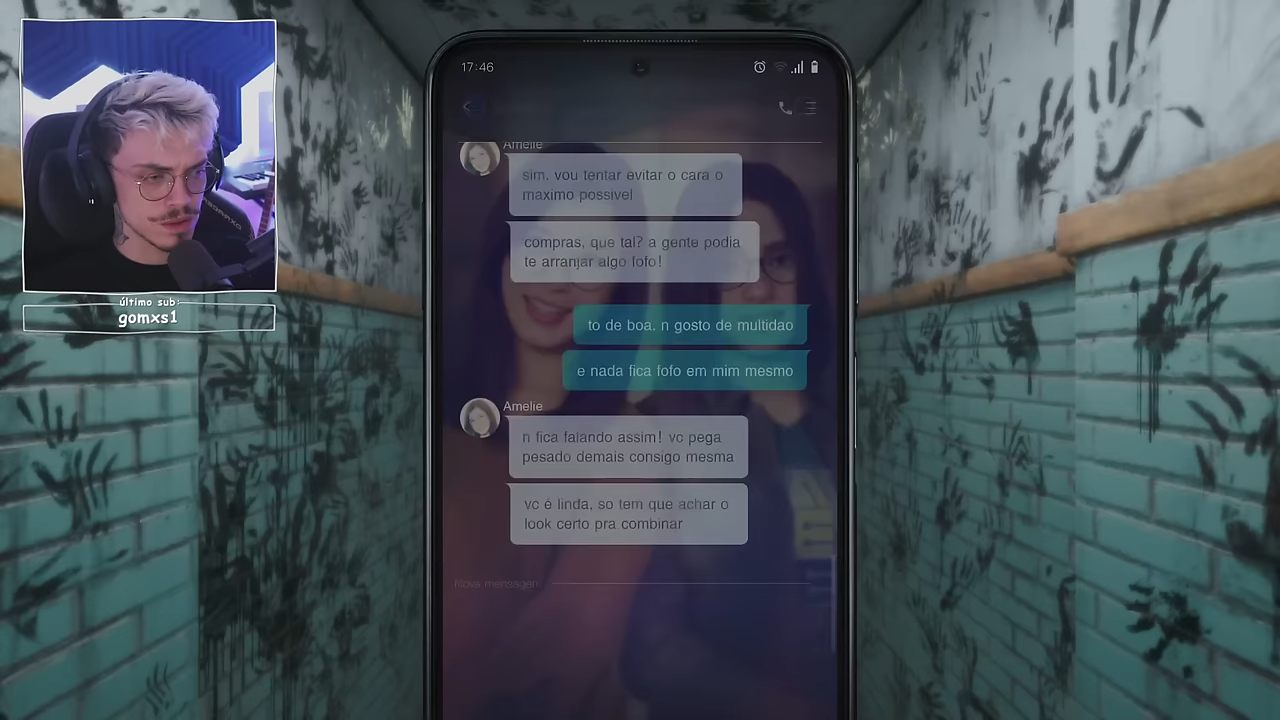 17:46
Amelie
sim. vou tentar evitar o cara o
maximo possivel
compras, que tal? a gente podia
te arranjar algo fofo!
to de boa. n gosto de multidao
e nada fica fofo em mim mesmo
Amelie
n fica falando assim! vc pega
pesado demais consigo mesma
vc é linda, so tem que achar o
look certo pra combinar
Nova mensagen
último sub:
gomxs1